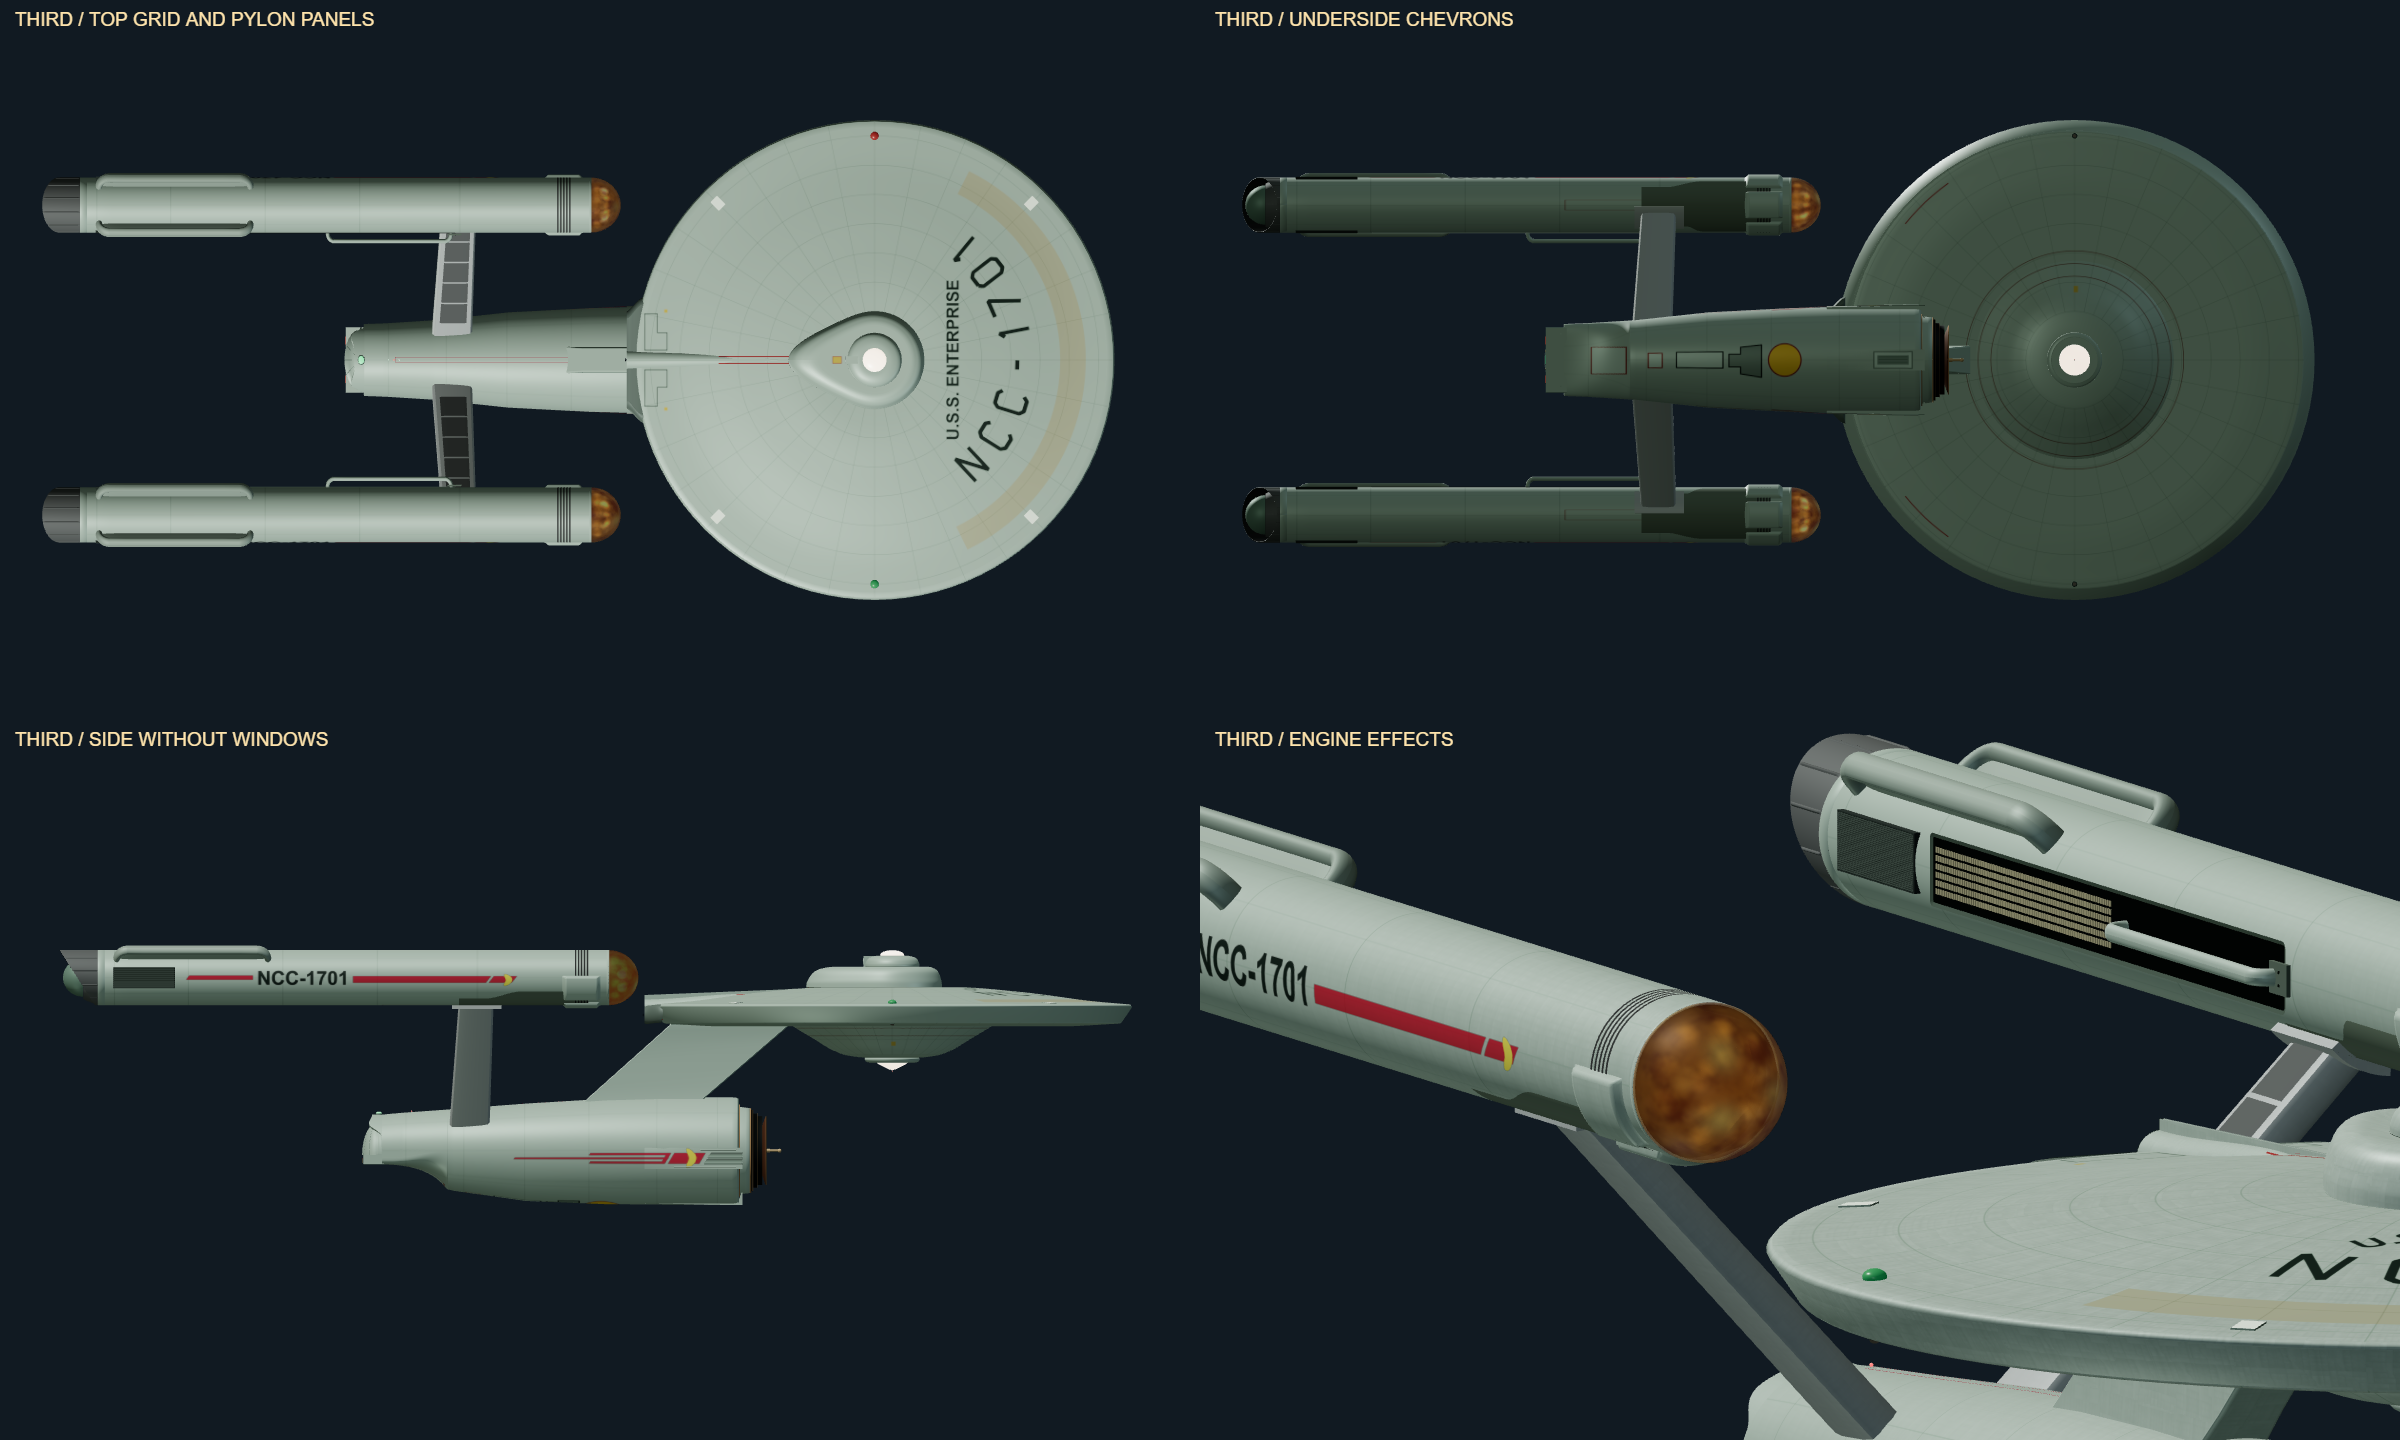 THIRD / TOP GRID AND PYLON PANELS
U.S.S. ENTERPRISE
NCC - 1701
THIRD / UNDERSIDE CHEVRONS
THIRD / SIDE WITHOUT WINDOWS
NCC-1701
THIRD / ENGINE EFFECTS
NCC-1701